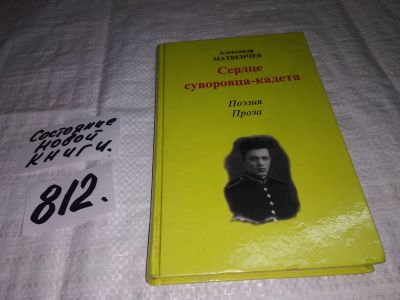 Состояние
новой
книги.
812.
Александр
МАТВЕИЧЕВ
Сердце
суворовца-кадета
Поэзия
Проза